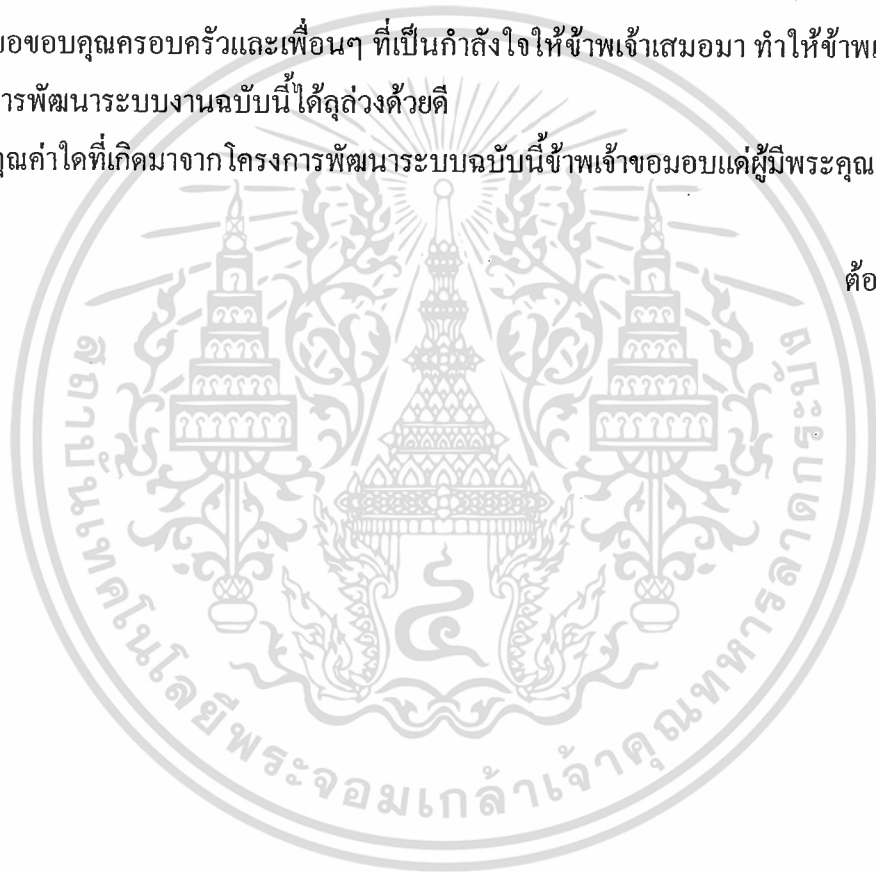 ขอขอบคุณครอบครัวและเพื่อนๆ ที่เป็นกำลังใจให้ข้าพเจ้าเสมอมา ทำให้ข้าพเ
การพัฒนาระบบงานฉบับนี้ได้ลุล่วงด้วยดี
คุณค่าใดที่เกิดมาจากโครงการพัฒนาระบบฉบับนี้ข้าพเจ้าขอมอบแด่ผู้มีพระคุณ
ต้อ
สถาบันเทคโนโลยีพระจอมเกล้าเจ้าคุณทหารลาดกระบัง